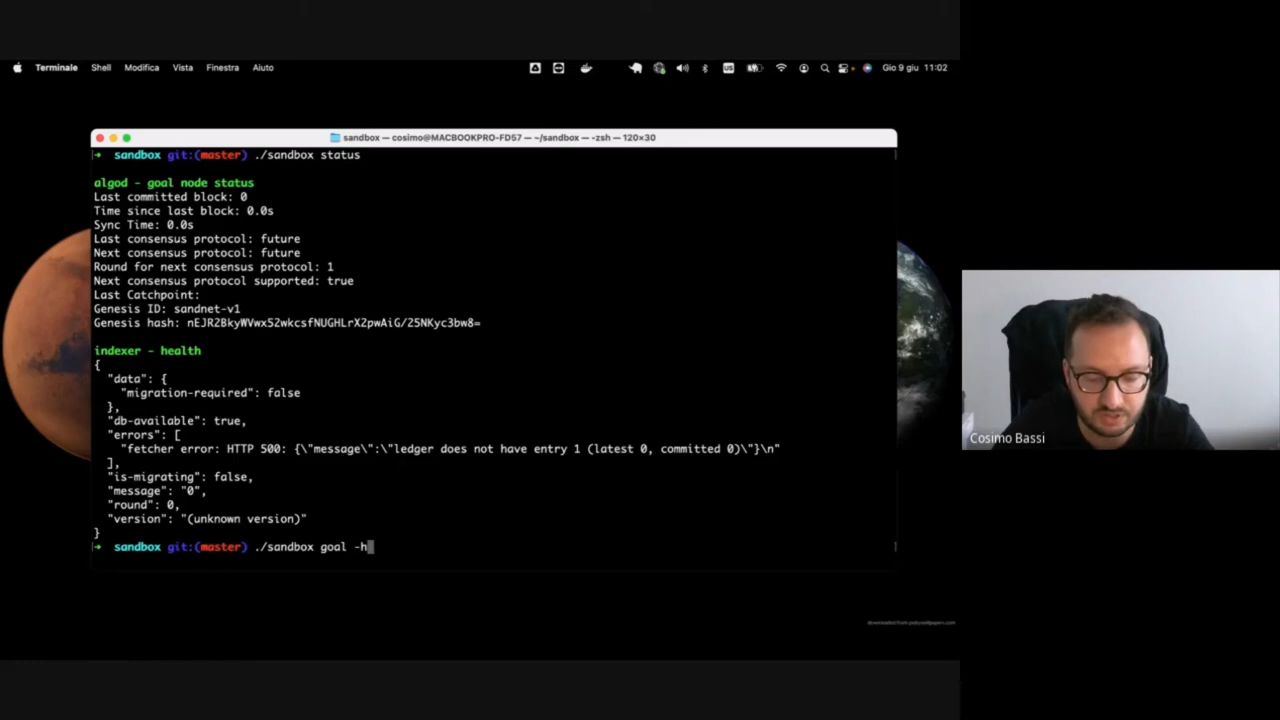 Terminale Shell Modifica Vista Finestra Aiuto US Gio 9 giu 11:02
sandbox — cosimo@MACBOOKPRO-FD57 — ~/sandbox — -zsh — 120×30
➜ sandbox git:(master) ./sandbox status
algod - goal node status
Last committed block: 0
Time since last block: 0.0s
Sync Time: 0.0s
Last consensus protocol: future
Next consensus protocol: future
Round for next consensus protocol: 1
Next consensus protocol supported: true
Last Catchpoint:
Genesis ID: sandnet-v1
Genesis hash: nEJR2BkyWVwx52wkcsfNUGHLrX2pwAiG/25NKyc3bw8=
indexer - health
{
"data": {
"migration-required": false
},
"db-available": true,
"errors": [
"fetcher error: HTTP 500: {\"message\":\"ledger does not have entry 1 (latest 0, committed 0)\"}\n"
],
"is-migrating": false,
"message": "0",
"round": 0,
"version": "(unknown version)"
}
➜ sandbox git:(master) ./sandbox goal -h
Cosimo Bassi